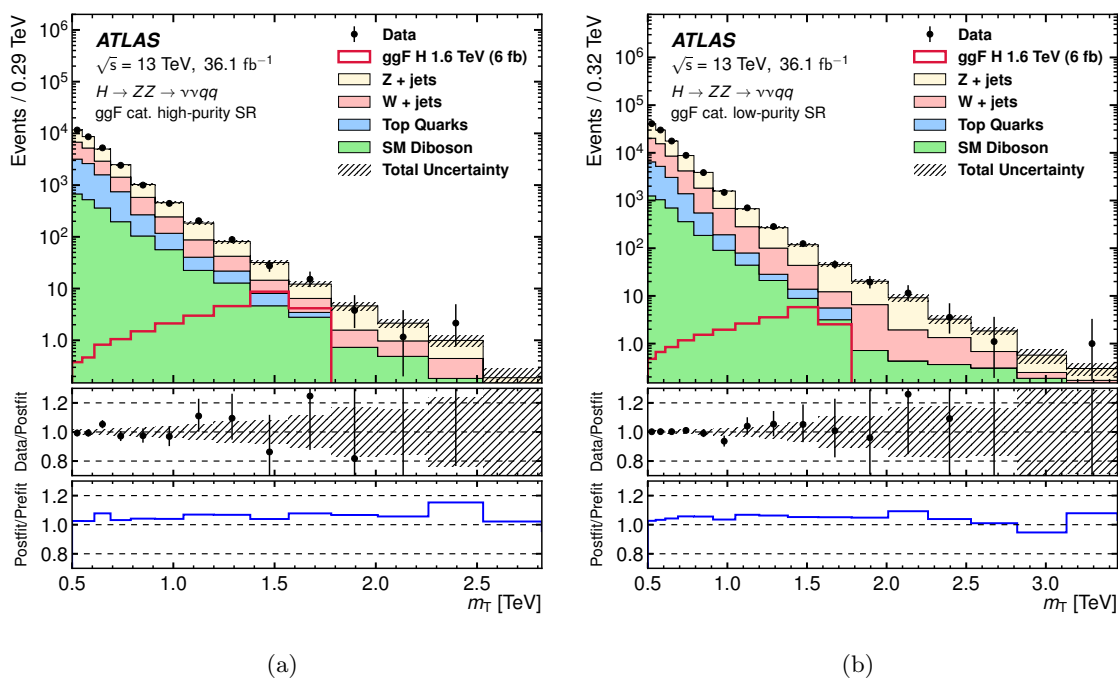 ATLAS
√s = 13 TeV, 36.1 fb⁻¹
H → ZZ → ννqq
ggF cat. high-purity SR
Data
ggF H 1.6 TeV (6 fb)
Z + jets
W + jets
Top Quarks
SM Diboson
Total Uncertainty
Events / 0.29 TeV
10⁶
10⁵
10⁴
10³
10²
10
1.0
Data/Postfit
1.2
1.0
0.8
Postfit/Prefit
1.2
1.0
0.8
0.5 1.0 1.5 2.0 2.5
m_T [TeV]
(a)
ATLAS
√s = 13 TeV, 36.1 fb⁻¹
H → ZZ → ννqq
ggF cat. low-purity SR
Data
ggF H 1.6 TeV (6 fb)
Z + jets
W + jets
Top Quarks
SM Diboson
Total Uncertainty
Events / 0.32 TeV
10⁶
10⁵
10⁴
10³
10²
10
1.0
Data/Postfit
1.2
1.0
0.8
Postfit/Prefit
1.2
1.0
0.8
0.5 1.0 1.5 2.0 2.5 3.0
m_T [TeV]
(b)